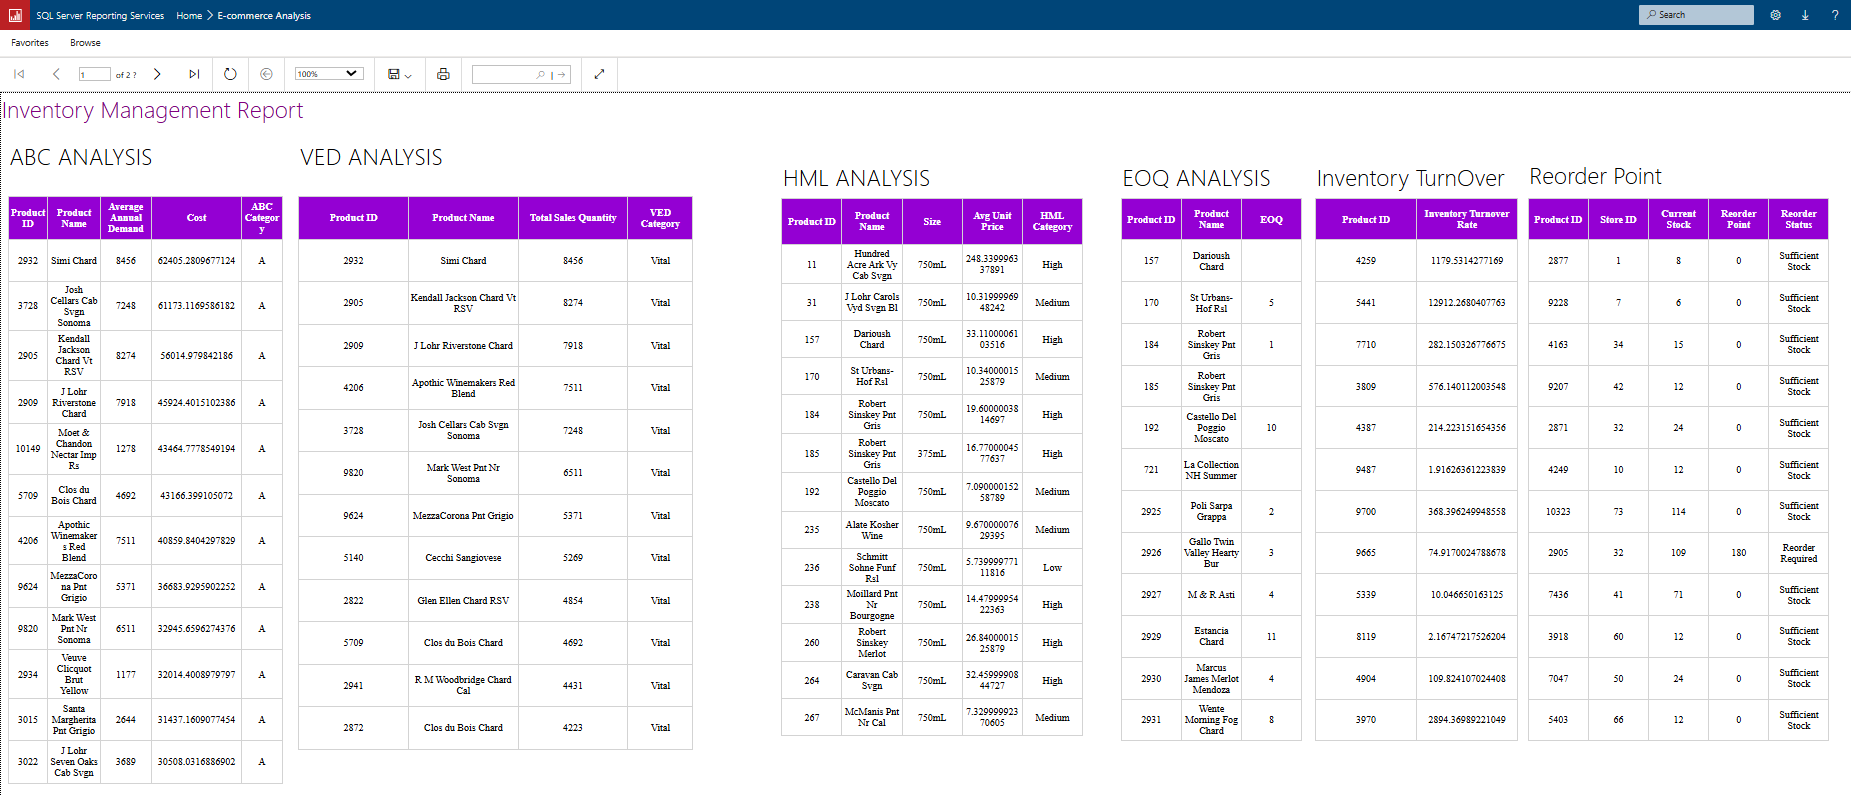 SQL Server Reporting Services Home > E-commerce Analysis Search ?
Favorites Browse
1 of 2 ? 100%
Inventory Management Report
ABC ANALYSIS
Product ID Product Name Average Annual Demand Cost ABC Category
2932 Simi Chard 8456 62405.2809677124 A
3728 Josh Cellars Cab Svgn Sonoma 7248 61173.1169586182 A
2905 Kendall Jackson Chard Vt RSV 8274 56014.979842186 A
2909 J Lohr Riverstone Chard 7918 45924.4015102386 A
10149 Moet & Chandon Nectar Imp Rs 1278 43464.7778549194 A
5709 Clos du Bois Chard 4692 43166.399105072 A
4206 Apothic Winemakers Red Blend 7511 40859.8404297829 A
9624 MezzaCorona Pnt Grigio 5371 36683.9295902252 A
9820 Mark West Pnt Nr Sonoma 6511 32945.6596274376 A
2934 Veuve Clicquot Brut Yellow 1177 32014.4008979797 A
3015 Santa Margherita Pnt Grigio 2644 31437.1609077454 A
3022 J Lohr Seven Oaks Cab Svgn 3689 30508.0316886902 A
VED ANALYSIS
Product ID Product Name Total Sales Quantity VED Category
2932 Simi Chard 8456 Vital
2905 Kendall Jackson Chard Vt RSV 8274 Vital
2909 J Lohr Riverstone Chard 7918 Vital
4206 Apothic Winemakers Red Blend 7511 Vital
3728 Josh Cellars Cab Svgn Sonoma 7248 Vital
9820 Mark West Pnt Nr Sonoma 6511 Vital
9624 MezzaCorona Pnt Grigio 5371 Vital
5140 Cecchi Sangiovese 5269 Vital
2822 Glen Ellen Chard RSV 4854 Vital
5709 Clos du Bois Chard 4692 Vital
2941 R M Woodbridge Chard Cal 4431 Vital
2872 Clos du Bois Chard 4223 Vital
HML ANALYSIS
Product ID Product Name Size Avg Unit Price HML Category
11 Hundred Acre Ark Vy Cab Svgn 750mL 248.339996337891 High
31 J Lohr Carols Vyd Svgn Bl 750mL 10.3199996948242 Medium
157 Darioush Chard 750mL 33.1100006103516 High
170 St Urbans-Hof Rsl 750mL 10.3400001525879 Medium
184 Robert Sinskey Pnt Gris 750mL 19.6000003814697 High
185 Robert Sinskey Pnt Gris 375mL 16.7700004577637 High
192 Castello Del Poggio Moscato 750mL 7.09000015258789 Medium
235 Alate Kosher Wine 750mL 9.67000007629395 Medium
236 Schmitt Sohne Funf Rsl 750mL 5.73999977111816 Low
238 Moillard Pnt Nr Bourgogne 750mL 14.4799995422363 High
260 Robert Sinskey Merlot 750mL 26.8400001525879 High
264 Caravan Cab Svgn 750mL 32.4599990844727 High
267 McManis Pnt Nr Cal 750mL 7.32999992370605 Medium
EOQ ANALYSIS
Product ID Product Name EOQ
157 Darioush Chard
170 St Urbans-Hof Rsl 5
184 Robert Sinskey Pnt Gris 1
185 Robert Sinskey Pnt Gris
192 Castello Del Poggio Moscato 10
721 La Collection NH Summer
2925 Poli Sarpa Grappa 2
2926 Gallo Twin Valley Hearty Bur 3
2927 M & R Asti 4
2929 Estancia Chard 11
2930 Marcus James Merlot Mendoza 4
2931 Wente Morning Fog Chard 8
Inventory TurnOver
Product ID Inventory Turnover Rate
4259 1179.5314277169
5441 12912.2680407763
7710 282.150326776675
3809 576.140112003548
4387 214.223151654356
9487 1.91626361223839
9700 368.396249948558
9665 74.9170024788678
5339 10.046650163125
8119 2.16747217526204
4904 109.824107024408
3970 2894.36989221049
Reorder Point
Product ID Store ID Current Stock Reorder Point Reorder Status
2877 1 8 0 Sufficient Stock
9228 7 6 0 Sufficient Stock
4163 34 15 0 Sufficient Stock
9207 42 12 0 Sufficient Stock
2871 32 24 0 Sufficient Stock
4249 10 12 0 Sufficient Stock
10323 73 114 0 Sufficient Stock
2905 32 109 180 Reorder Required
7436 41 71 0 Sufficient Stock
3918 60 12 0 Sufficient Stock
7047 50 24 0 Sufficient Stock
5403 66 12 0 Sufficient Stock